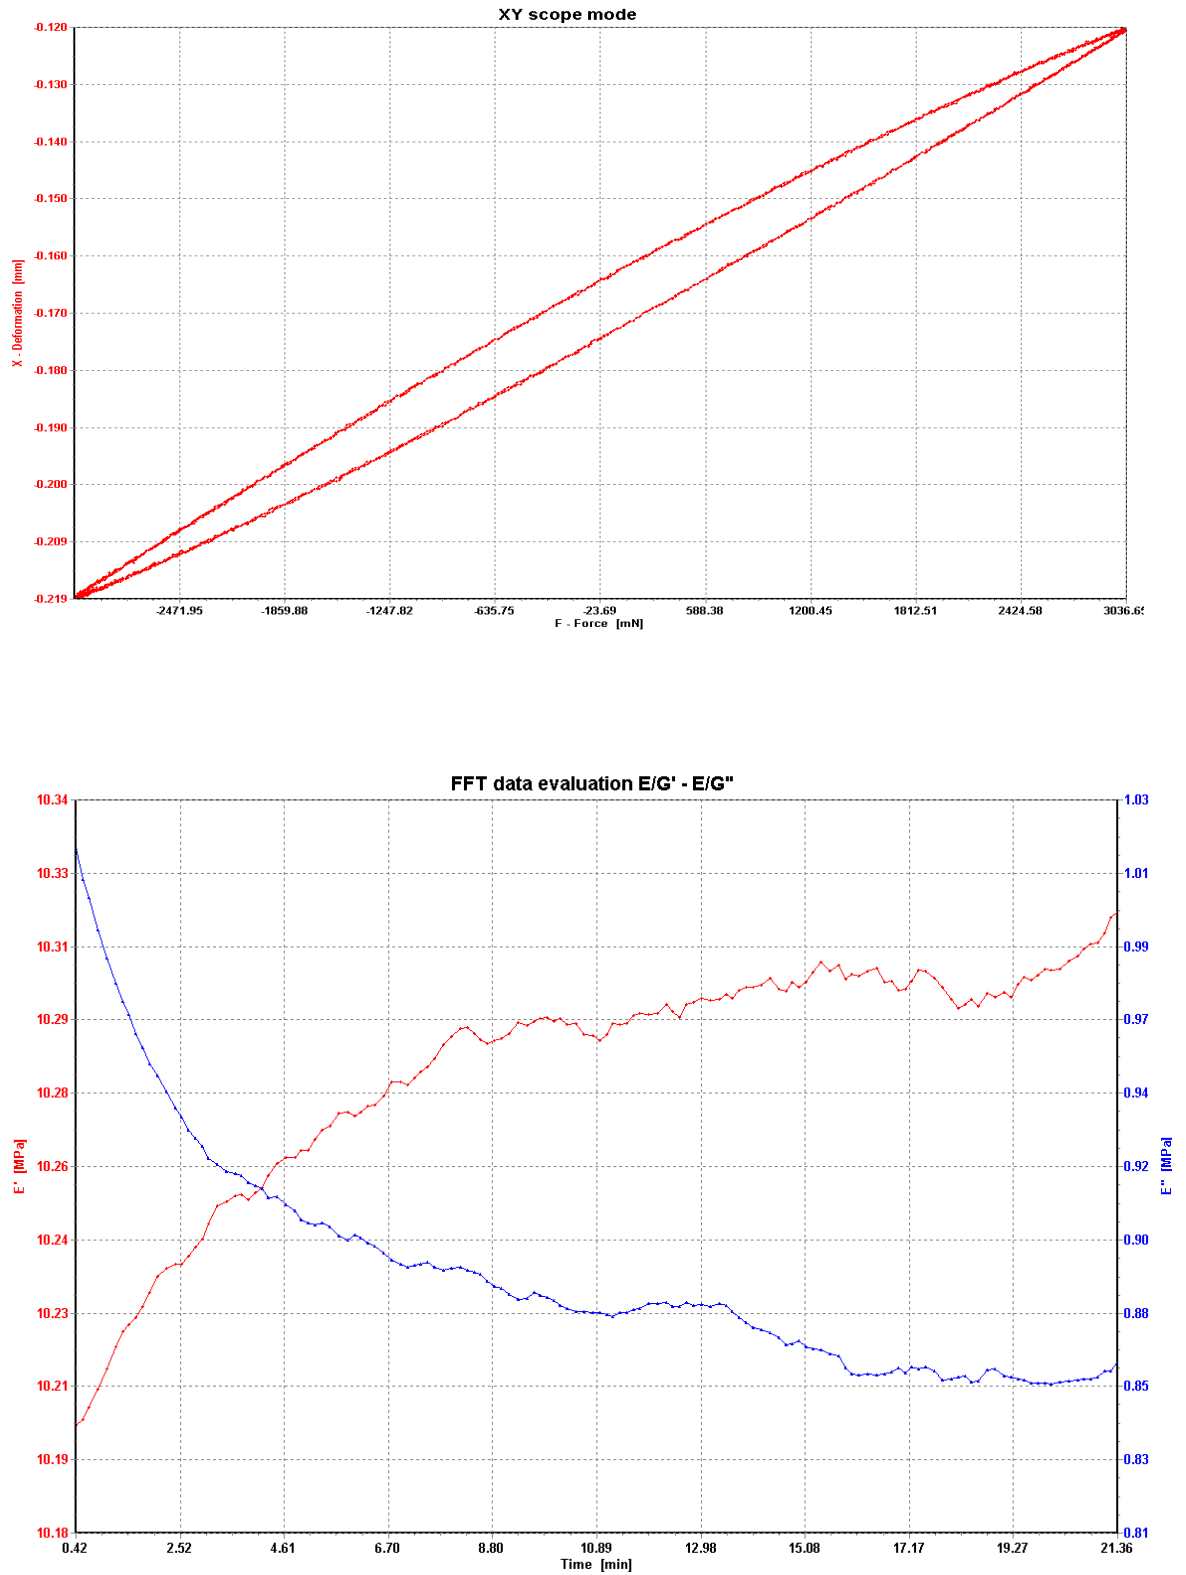 XY scope mode
-0.120
-0.130
-0.140
-0.150
-0.160
-0.170
-0.180
-0.190
-0.200
-0.209
-0.219
X - Deformation [mm]
-2471.95 -1859.88 -1247.82 -635.75 -23.69 588.38 1200.45 1812.51 2424.58 3036.65
F - Force [mN]
FFT data evaluation E/G' - E/G"
10.34 1.03
10.33 1.01
10.31 0.99
10.29 0.97
10.28 0.94
10.26 0.92
10.24 0.90
10.23 0.88
10.21 0.85
10.19 0.83
10.18 0.81
E' [MPa]
E" [MPa]
0.42 2.52 4.61 6.70 8.80 10.89 12.98 15.08 17.17 19.27 21.36
Time [min]